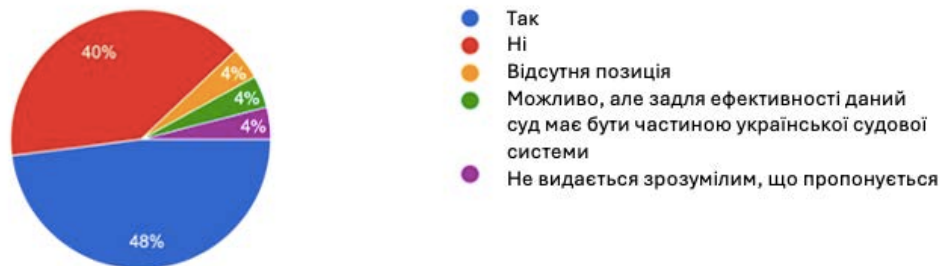 40%
4%
4%
4%
48%
Так
Ні
Відсутня позиція
Можливо, але задля ефективності даний
суд має бути частиною української судової
системи
Не видається зрозумілим, що пропонується